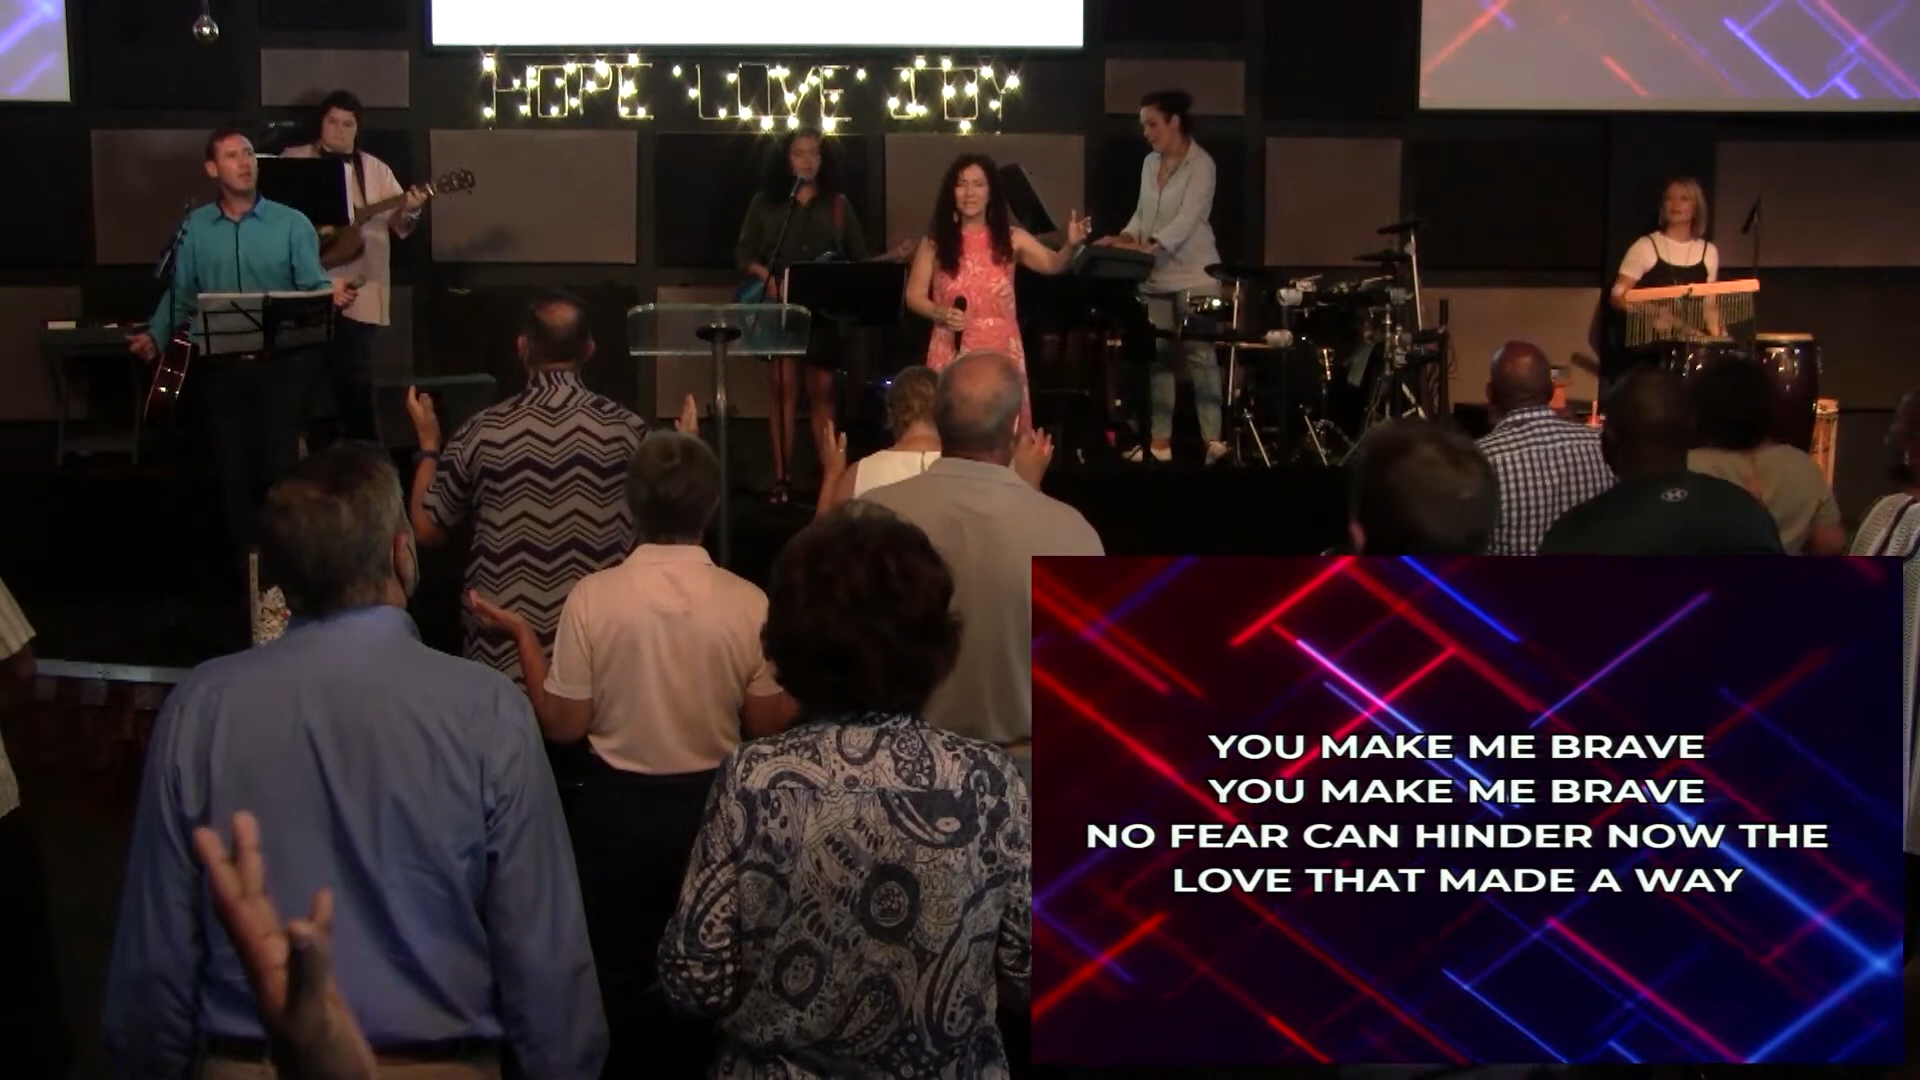 HOPE LOVE JOY
YOU MAKE ME BRAVE
YOU MAKE ME BRAVE
NO FEAR CAN HINDER NOW THE
LOVE THAT MADE A WAY